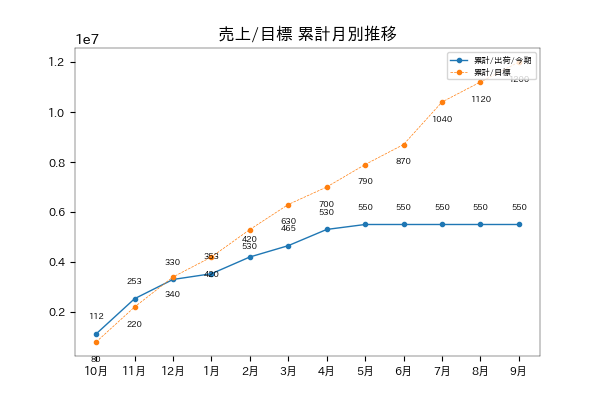 売上/目標 累計月別推移
1e7
累計/出荷/今期
累計/目標
1.2
1.0
0.8
0.6
0.4
0.2
112
253
330
353
420
465
530
550
550
550
550
550
80
220
340
420
530
630
700
790
870
1040
1120
1200
10月
11月
12月
1月
2月
3月
4月
5月
6月
7月
8月
9月